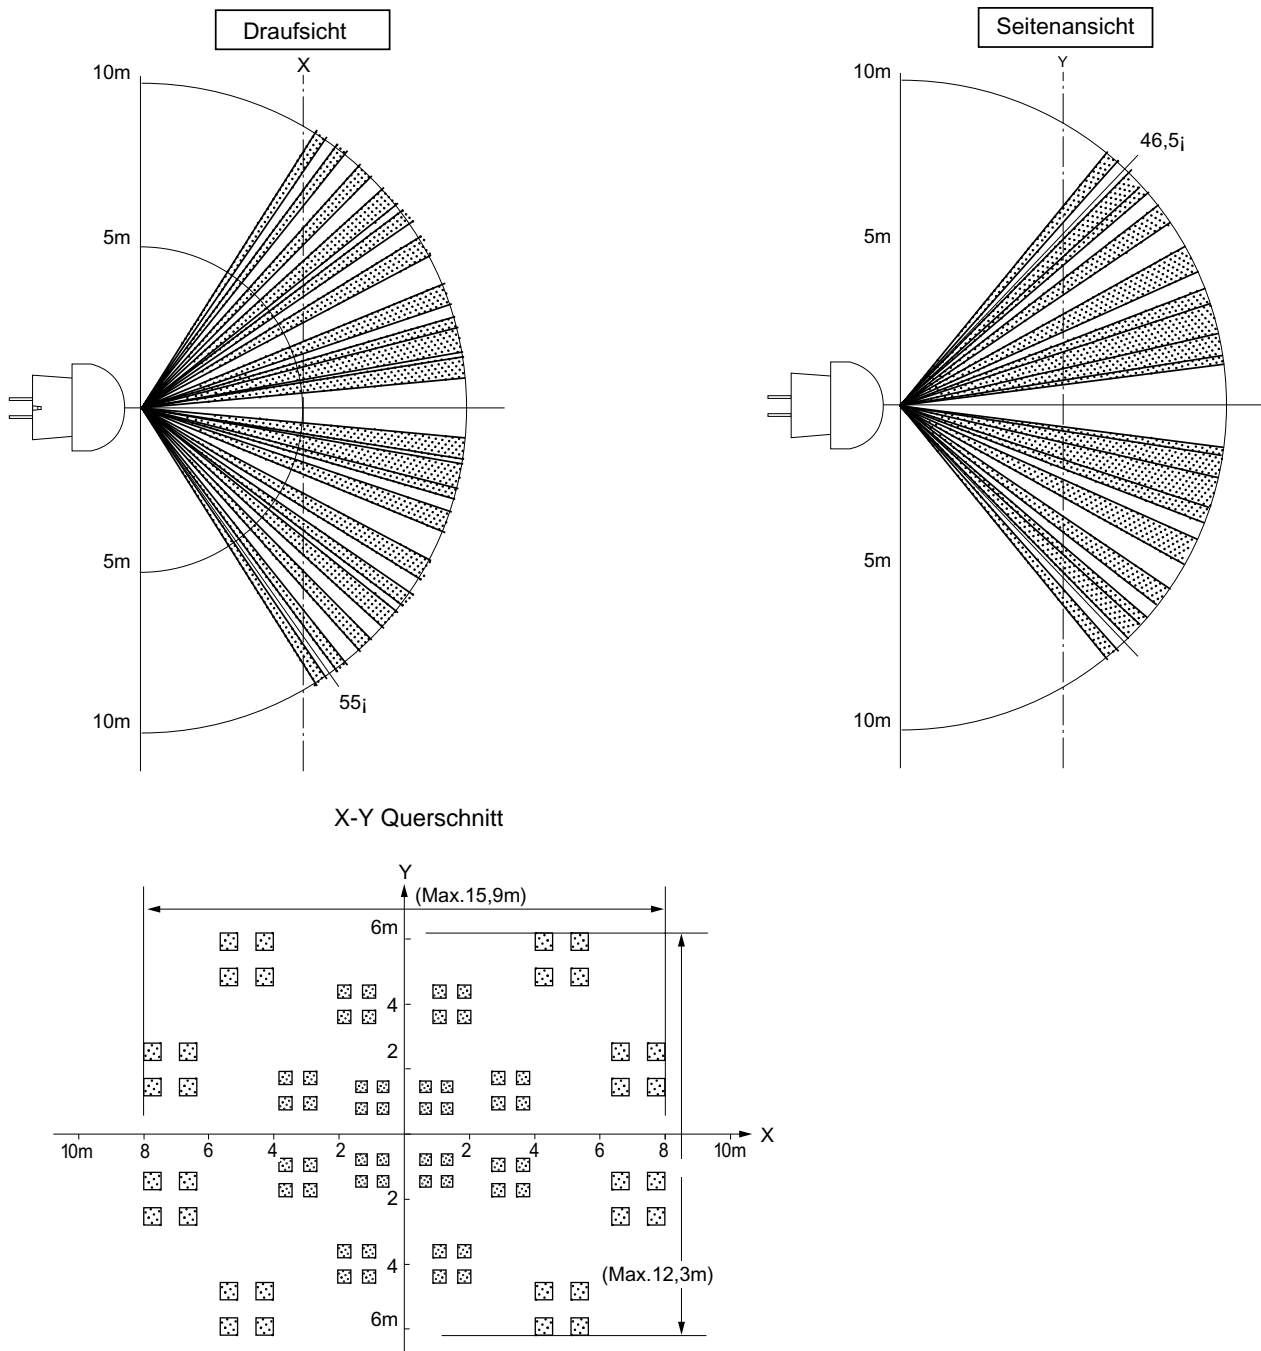 Draufsicht
X
10m
5m
5m
10m
55¡
Seitenansicht
Y
10m
46,5¡
5m
5m
10m
X-Y Querschnitt
Y
(Max.15,9m)
6m
4
2
X
10m 8 6 4 2 2 4 6 8 10m
2
4
(Max.12,3m)
6m